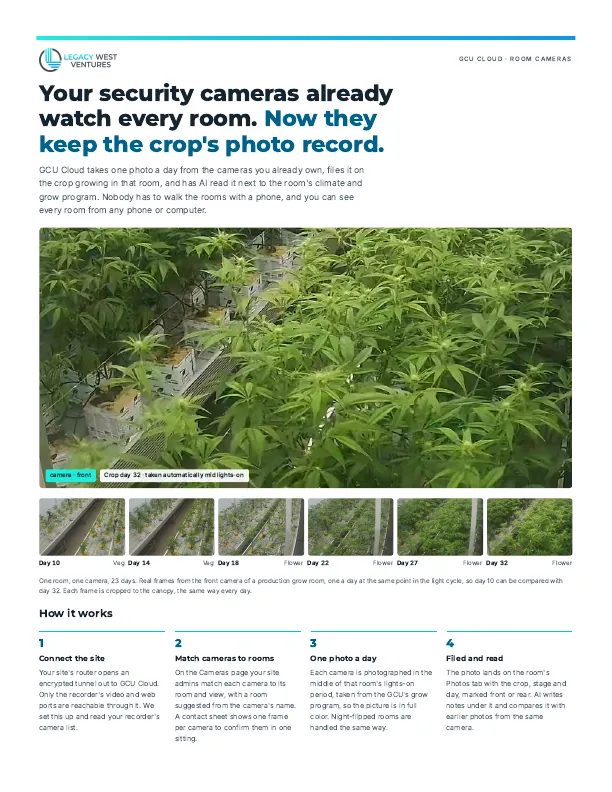 LEGACY WEST
VENTURES
GCU CLOUD · ROOM CAMERAS
Your security cameras already
watch every room. Now they
keep the crop's photo record.
GCU Cloud takes one photo a day from the cameras you already own, files it on
the crop growing in that room, and has AI read it next to the room's climate and
grow program. Nobody has to walk the rooms with a phone, and you can see
every room from any phone or computer.
camera · front
Crop day 32 · taken automatically mid lights-on
Day 10 Veg
Day 14 Veg
Day 18 Flower
Day 22 Flower
Day 27 Flower
Day 32 Flower
One room, one camera, 23 days. Real frames from the front camera of a production grow room, one a day at the same point in the light cycle, so day 10 can be compared with
day 32. Each frame is cropped to the canopy, the same way every day.
How it works
1
Connect the site
Your site's router opens an
encrypted tunnel out to GCU Cloud.
Only the recorder's video and web
ports are reachable through it. We
set this up and read your recorder's
camera list.
2
Match cameras to rooms
On the Cameras page your site
admins match each camera to its
room and view, with a room
suggested from the camera's name.
A contact sheet shows one frame
per camera to confirm them in one
sitting.
3
One photo a day
Each camera is photographed in the
middle of that room's lights-on
period, taken from the GCU's grow
program, so the picture is in full
color. Night-flipped rooms are
handled the same way.
4
Filed and read
The photo lands on the room's
Photos tab with the crop, stage and
day, marked front or rear. AI writes
notes under it and compares it with
earlier photos from the same
camera.